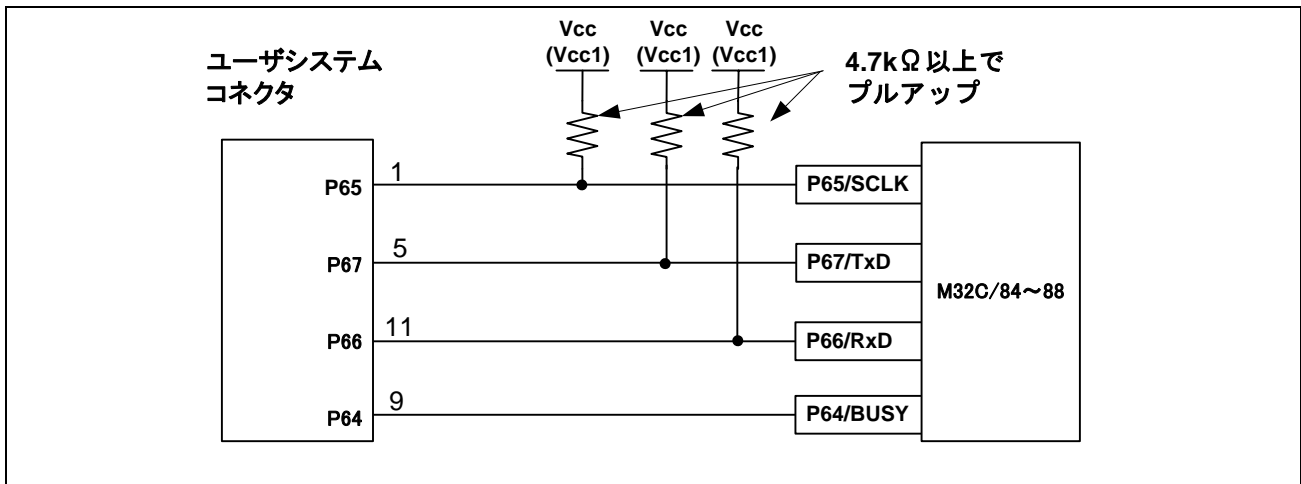 Vcc Vcc Vcc
(Vcc1) (Vcc1) (Vcc1)
ユーザシステム
コネクタ
4.7kΩ以上で
プルアップ
P65 1 P65/SCLK
P67 5 P67/TxD
M32C/84～88
P66 11 P66/RxD
P64 9 P64/BUSY